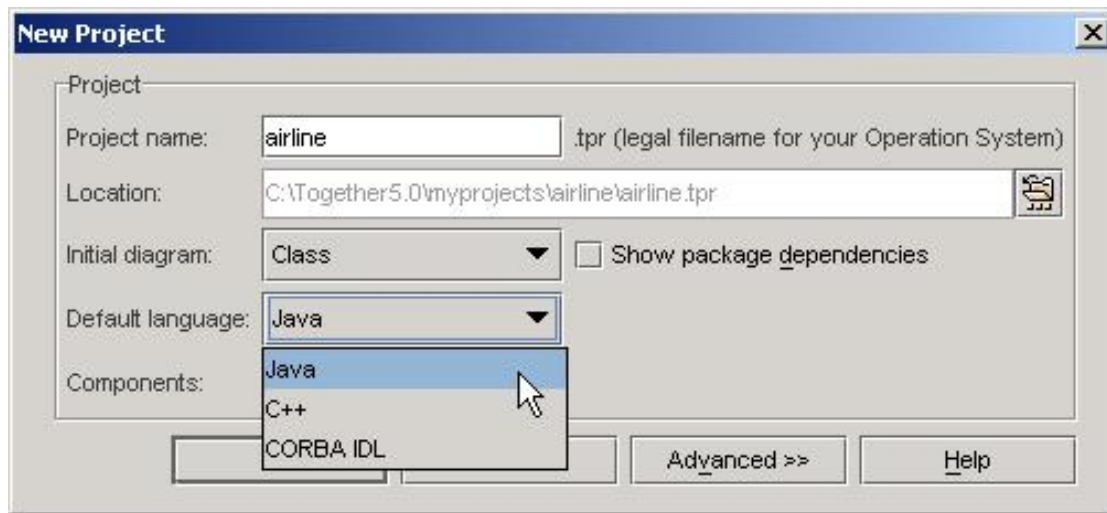 New Project
Project
Project name: airline .tpr (legal filename for your Operation System)
Location: C:\Together5.0\myprojects\airline\airline.tpr
Initial diagram: Class Show package dependencies
Default language: Java
Java
Components:
C++
CORBA IDL
Advanced >> Help